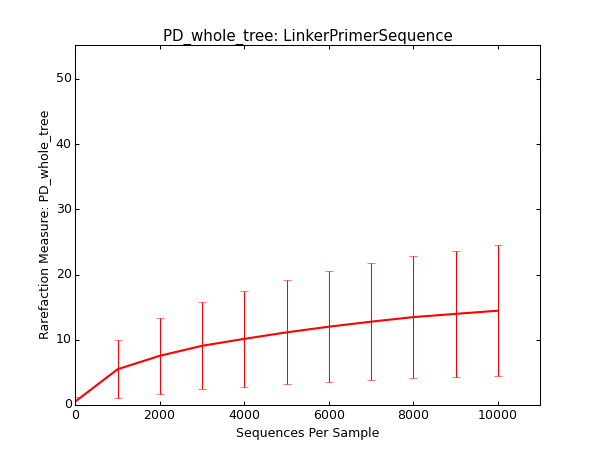 PD_whole_tree: LinkerPrimerSequence
Rarefaction Measure: PD_whole_tree
50
40
30
20
10
0
0 2000 4000 6000 8000 10000
Sequences Per Sample